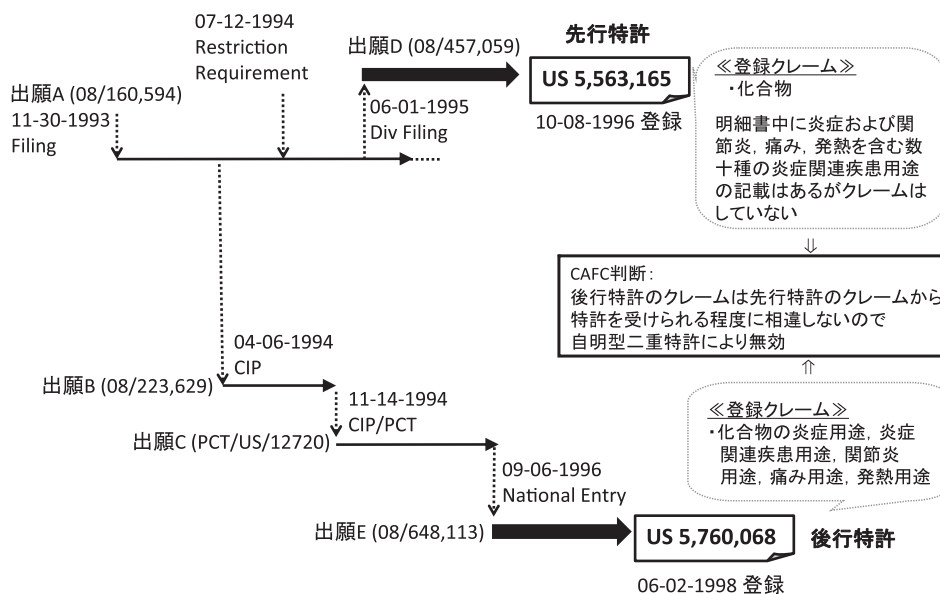 07-12-1994
Restriction
Requirement
出願D (08/457,059)
先行特許
US 5,563,165
10-08-1996 登録
≪登録クレーム≫
・化合物
明細書中に炎症および関
節炎，痛み，発熱を含む数
十種の炎症関連疾患用途
の記載はあるがクレームは
していない
出願A (08/160,594)
11-30-1993
Filing
06-01-1995
Div Filing
⇓
CAFC判断：
後行特許のクレームは先行特許のクレームから
特許を受けられる程度に相違しないので
自明型二重特許により無効
⇑
04-06-1994
CIP
出願B (08/223,629)
11-14-1994
CIP/PCT
出願C (PCT/US/12720)
≪登録クレーム≫
・化合物の炎症用途，炎症
関連疾患用途，関節炎
用途，痛み用途，発熱用途
09-06-1996
National Entry
出願E (08/648,113)
US 5,760,068
後行特許
06-02-1998 登録